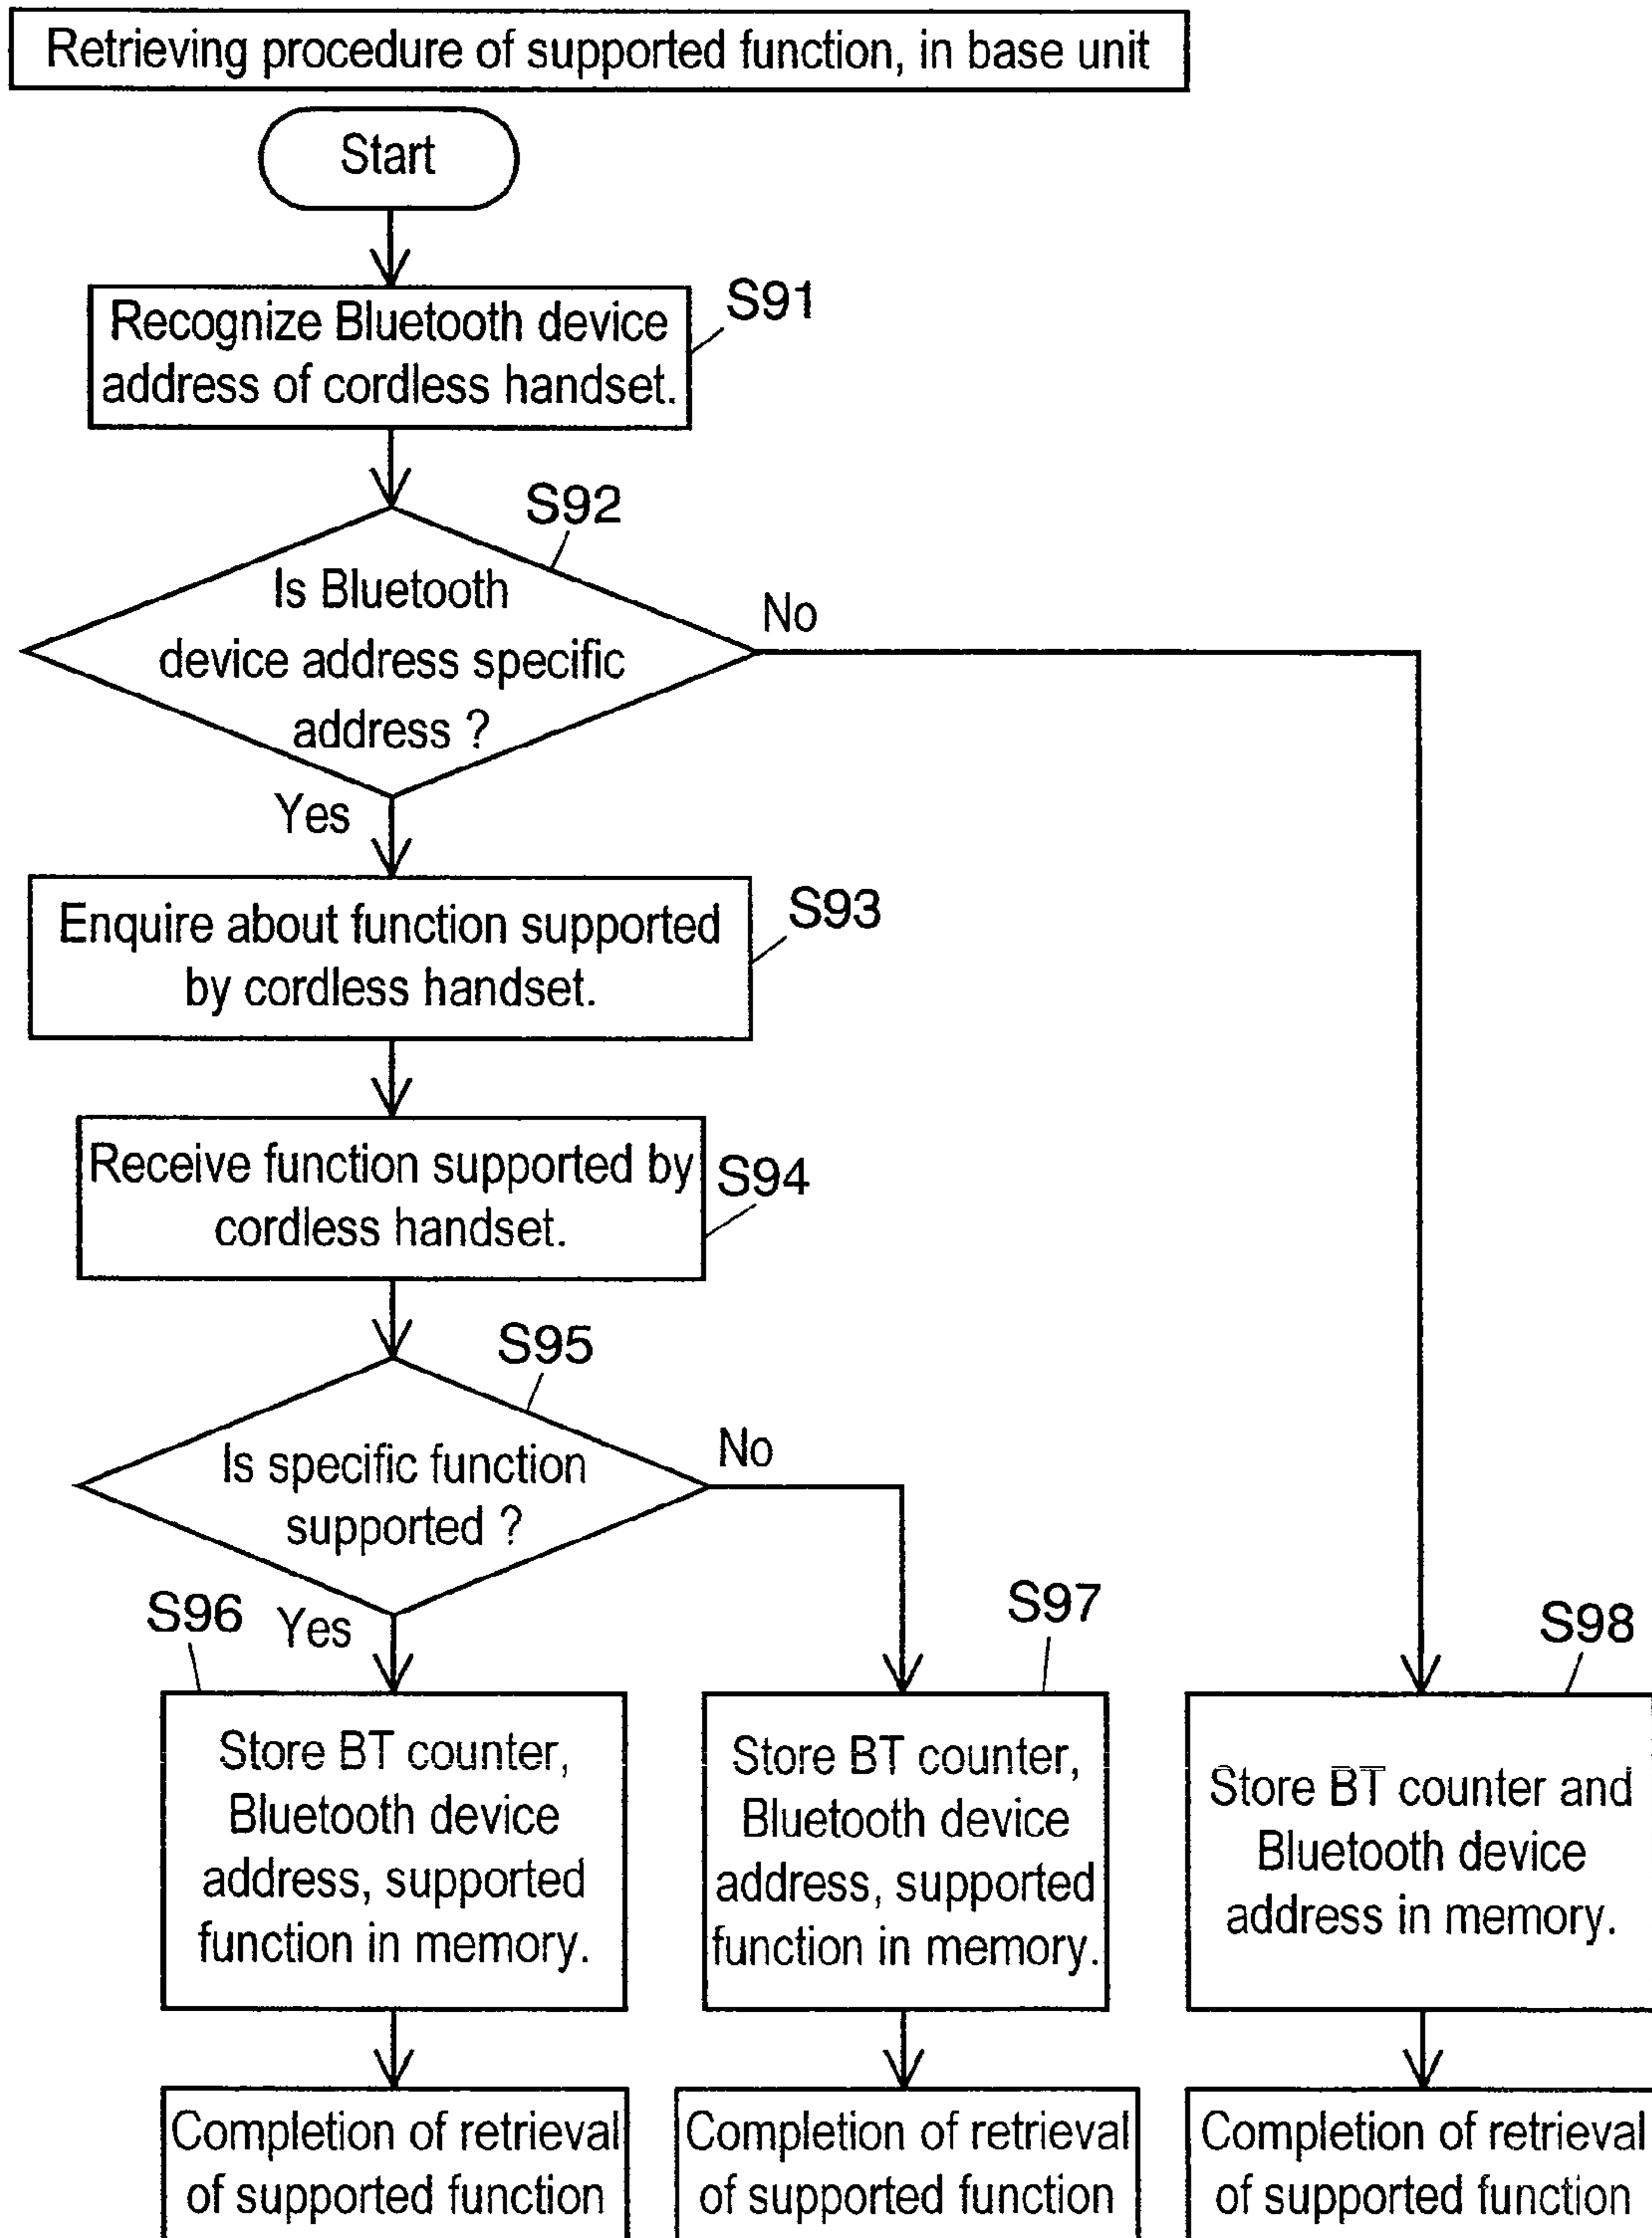 Retrieving procedure of supported function, in base unit
Start
S91
Recognize Bluetooth device
address of cordless handset.
S92
Is Bluetooth
device address specific
address ?
No
Yes
S93
Enquire about function supported
by cordless handset.
S94
Receive function supported by
cordless handset.
S95
Is specific function
supported ?
No
Yes
S96
S97
S98
Store BT counter,
Bluetooth device
address, supported
function in memory.
Store BT counter,
Bluetooth device
address, supported
function in memory.
Store BT counter and
Bluetooth device
address in memory.
Completion of retrieval
of supported function
Completion of retrieval
of supported function
Completion of retrieval
of supported function